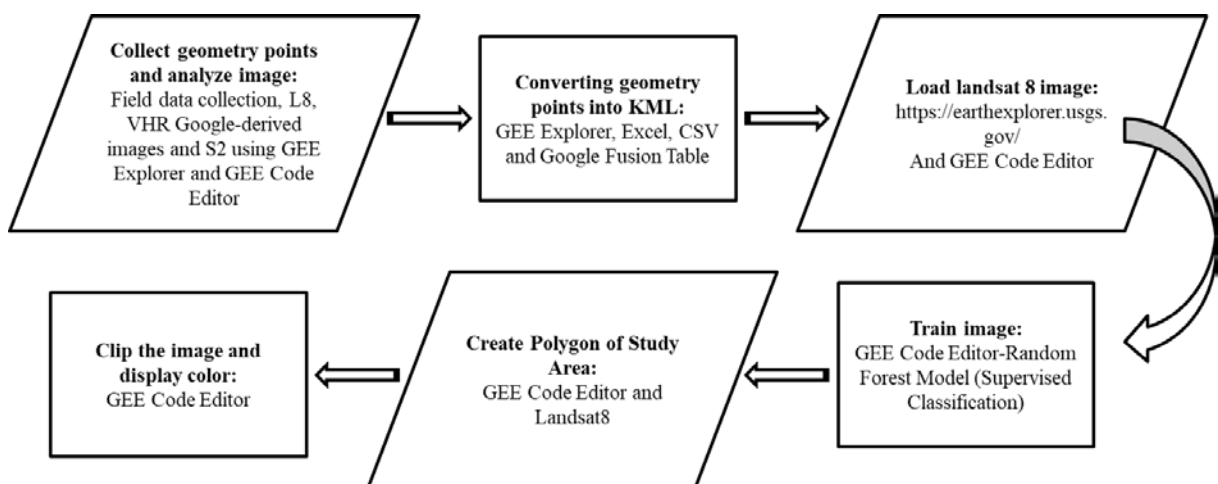 Collect geometry points
and analyze image:
Field data collection, L8,
VHR Google-derived
images and S2 using GEE
Explorer and GEE Code
Editor
Converting geometry
points into KML:
GEE Explorer, Excel, CSV
and Google Fusion Table
Load landsat 8 image:
https://earthexplorer.usgs.
gov/
And GEE Code Editor
Train image:
GEE Code Editor-Random
Forest Model (Supervised
Classification)
Create Polygon of Study
Area:
GEE Code Editor and
Landsat8
Clip the image and
display color:
GEE Code Editor